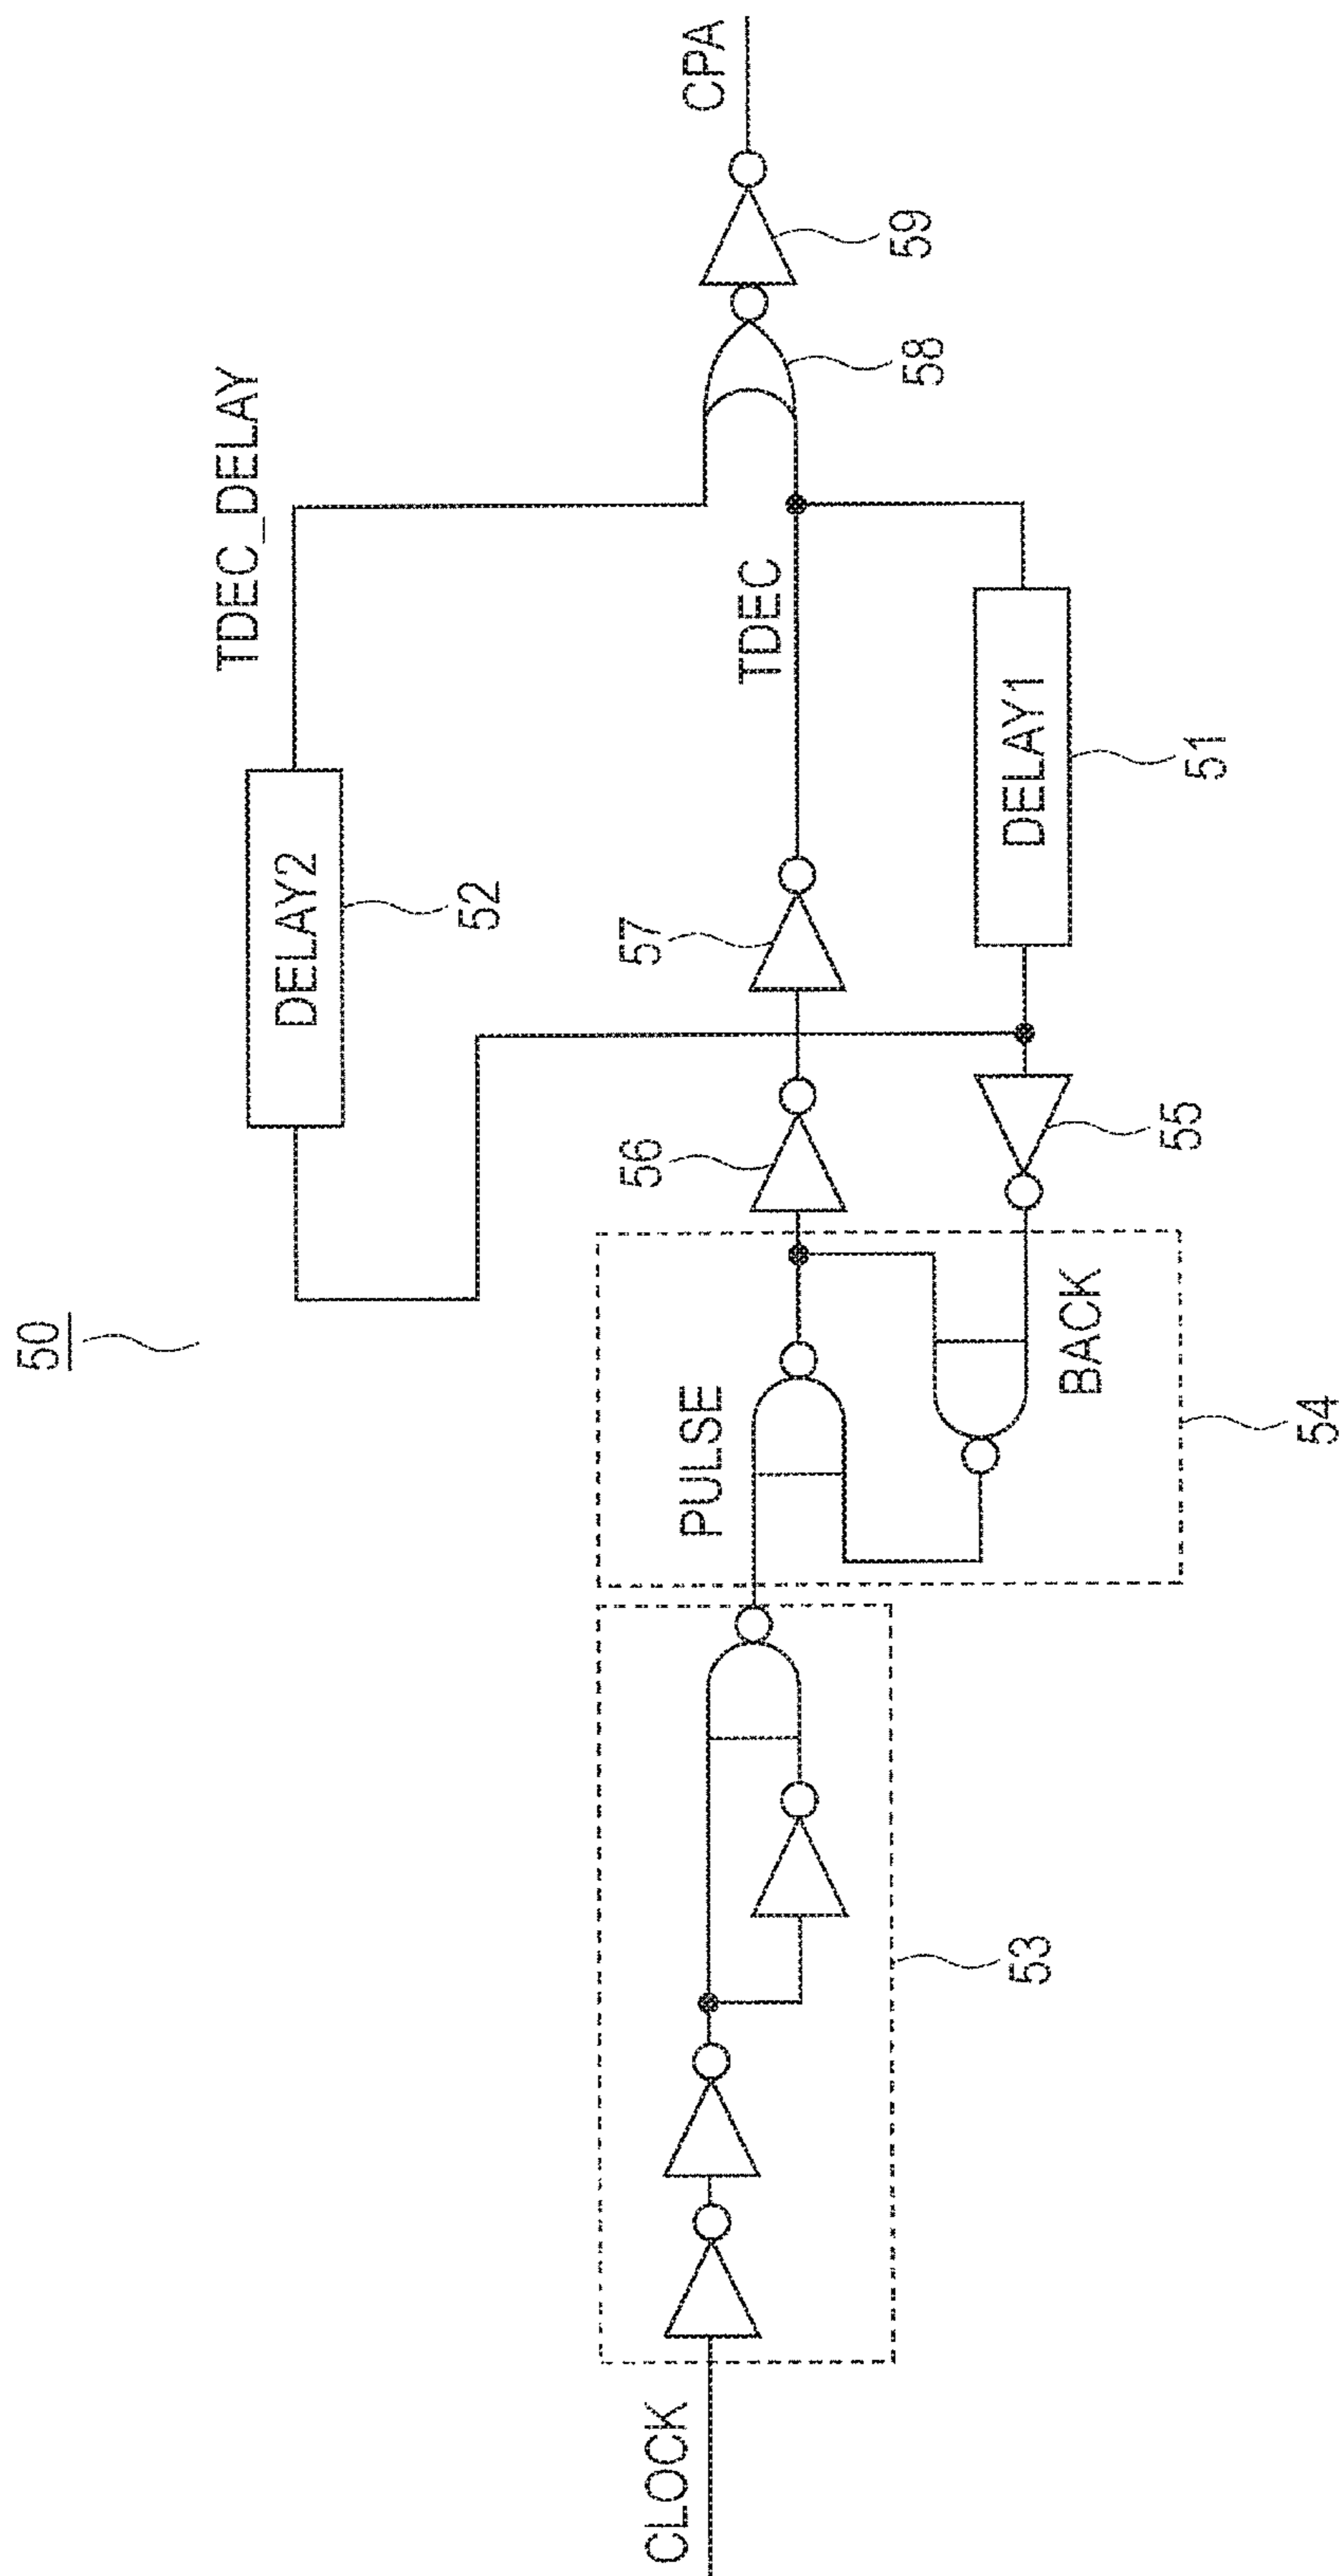 50
CLOCK
53
PULSE
BACK
54
55
56
57
DELAY2
52
TDEC_DELAY
TDEC
DELAY1
51
58
59
CPA